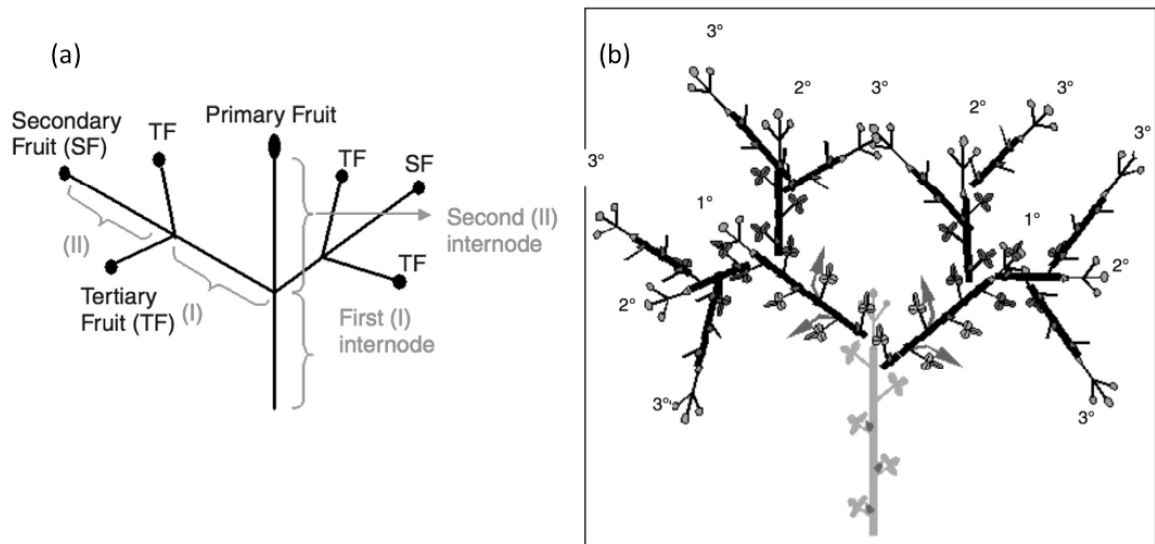 (a)
Primary Fruit
Secondary
Fruit (SF)
TF
TF
SF
Second (II)
internode
(II)
TF
Tertiary
Fruit (TF)
(I)
First (I)
internode
(b)
3°
2°
3°
2°
3°
3°
3°
1°
1°
2°
2°
3°
3°